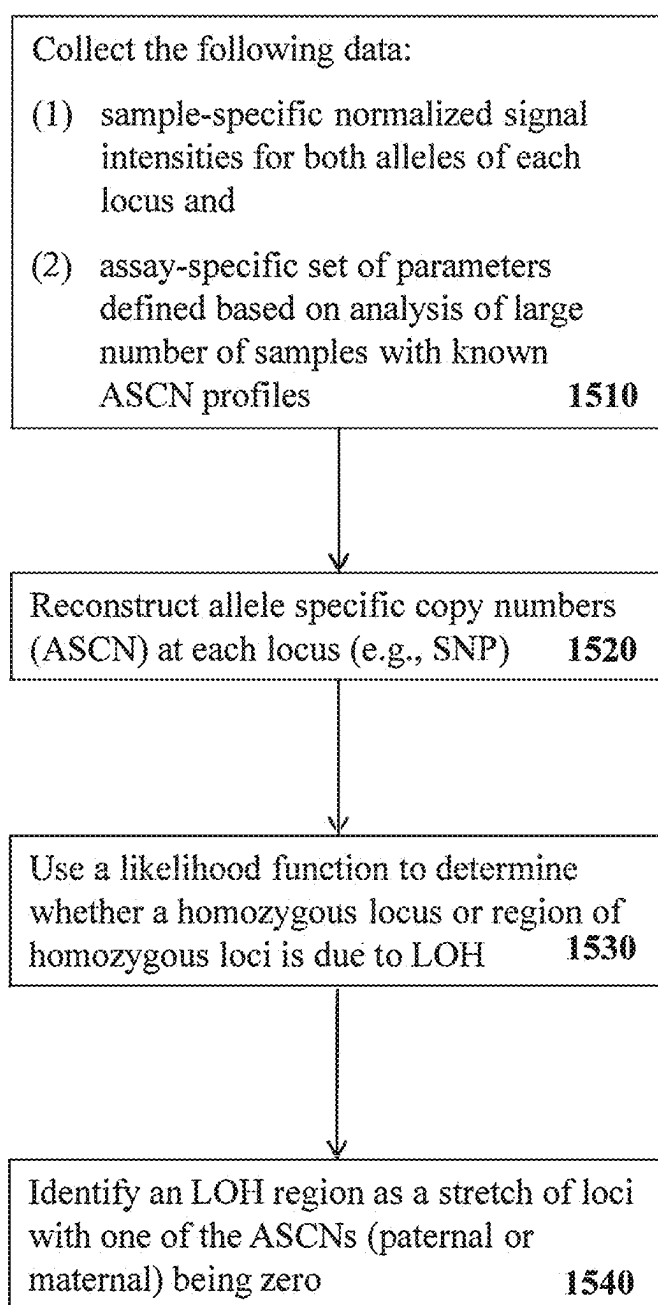 Collect the following data:
(1) sample-specific normalized signal
intensities for both alleles of each
locus and
(2) assay-specific set of parameters
defined based on analysis of large
number of samples with known
ASCN profiles 1510
Reconstruct allele specific copy numbers
(ASCN) at each locus (e.g., SNP) 1520
Use a likelihood function to determine
whether a homozygous locus or region of
homozygous loci is due to LOH 1530
Identify an LOH region as a stretch of loci
with one of the ASCNs (paternal or
maternal) being zero 1540